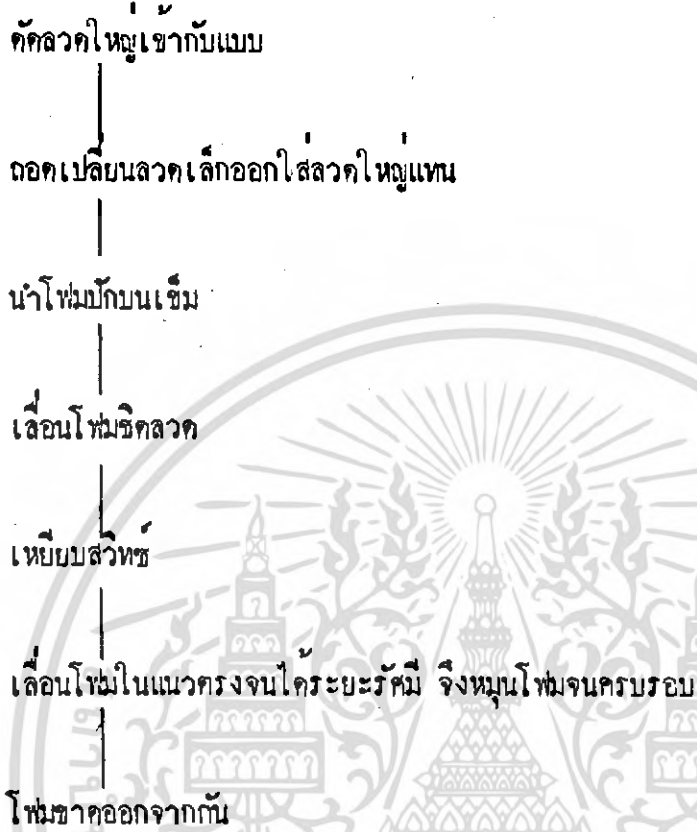 ดัดลวดใหญ่เข้ากับแบบ
ถอดเปลี่ยนลวดเล็กออกใส่ลวดใหญ่แทน
นำโฟมปักบนเข็ม
เลื่อนโฟมชิดลวด
เหยียบสวิทซ์
เลื่อนโฟมในแนวตรงจนได้ระยะรัศมี จึงหมุนโฟมจนครบรอบ
โฟมขาดออกจากกัน